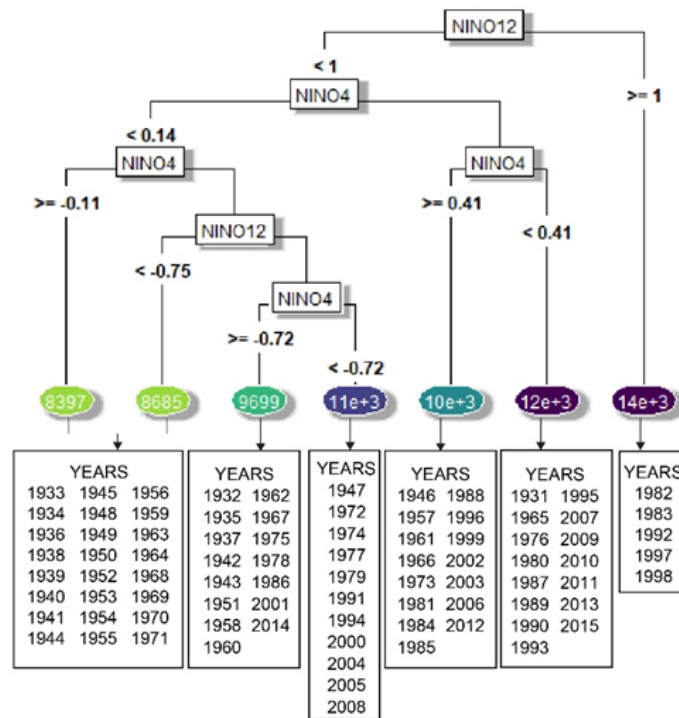 NINO12
< 1
>= 1
NINO4
< 0.14
NINO4
NINO4
>= -0.11
>= 0.41
< 0.41
NINO12
< -0.75
NINO4
>= -0.72
< -0.72
8397
8685
9699
11e+3
10e+3
12e+3
14e+3
YEARS
1933 1945 1956
1934 1948 1959
1936 1949 1963
1938 1950 1964
1939 1952 1968
1940 1953 1969
1941 1954 1970
1944 1955 1971
YEARS
1932 1962
1935 1967
1937 1975
1942 1978
1943 1986
1951 2001
1958 2014
1960
YEARS
1947
1972
1974
1977
1979
1991
1994
2000
2004
2005
2008
YEARS
1946 1988
1957 1996
1961 1999
1966 2002
1973 2003
1981 2006
1984 2012
1985
YEARS
1931 1995
1965 2007
1976 2009
1980 2010
1987 2011
1989 2013
1990 2015
1993
YEARS
1982
1983
1992
1997
1998